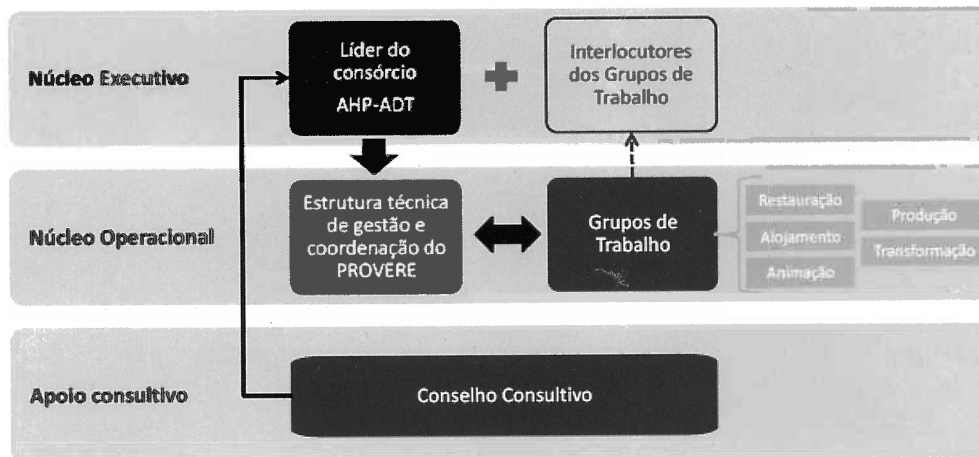 Núcleo Executivo
Líder do
consórcio
AHP-ADT
Interlocutores
dos Grupos de
Trabalho
Núcleo Operacional
Estrutura técnica
de gestão e
coordenação do
PROVERE
Grupos de
Trabalho
Restauração
Alojamento
Animação
Produção
Transformação
Apoio consultivo
Conselho Consultivo